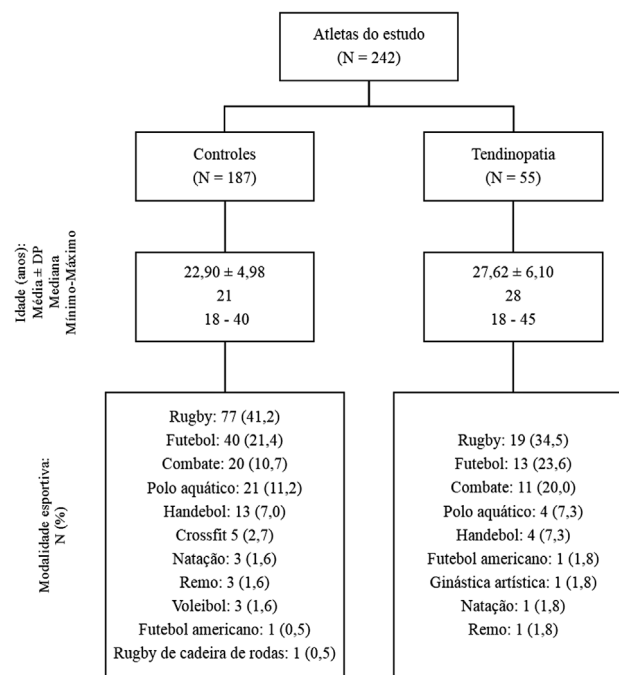 Atletas do estudo
(N = 242)
Controles
(N = 187)
Tendinopatia
(N = 55)
Idade (anos):
Média ± DP
Mediana
Mínimo-Máximo
22,90 ± 4,98
21
18 - 40
27,62 ± 6,10
28
18 - 45
Modalidade esportiva:
N (%)
Rugby: 77 (41,2)
Futebol: 40 (21,4)
Combate: 20 (10,7)
Polo aquático: 21 (11,2)
Handebol: 13 (7,0)
Crossfit 5 (2,7)
Natação: 3 (1,6)
Remo: 3 (1,6)
Voleibol: 3 (1,6)
Futebol americano: 1 (0,5)
Rugby de cadeira de rodas: 1 (0,5)
Rugby: 19 (34,5)
Futebol: 13 (23,6)
Combate: 11 (20,0)
Polo aquático: 4 (7,3)
Handebol: 4 (7,3)
Futebol americano: 1 (1,8)
Ginástica artística: 1 (1,8)
Natação: 1 (1,8)
Remo: 1 (1,8)